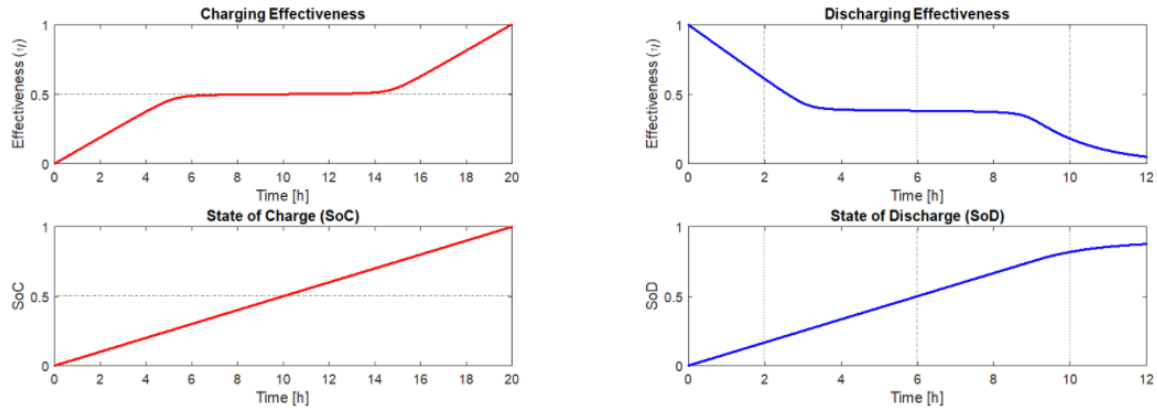 Charging Effectiveness
Effectiveness (η)
1
0.5
0
0 2 4 6 8 10 12 14 16 18 20
Time [h]
Discharging Effectiveness
Effectiveness (η)
1
0.5
0
0 2 4 6 8 10 12
Time [h]
State of Charge (SoC)
SoC
1
0.5
0
0 2 4 6 8 10 12 14 16 18 20
Time [h]
State of Discharge (SoD)
SoD
1
0.5
0
0 2 4 6 8 10 12
Time [h]